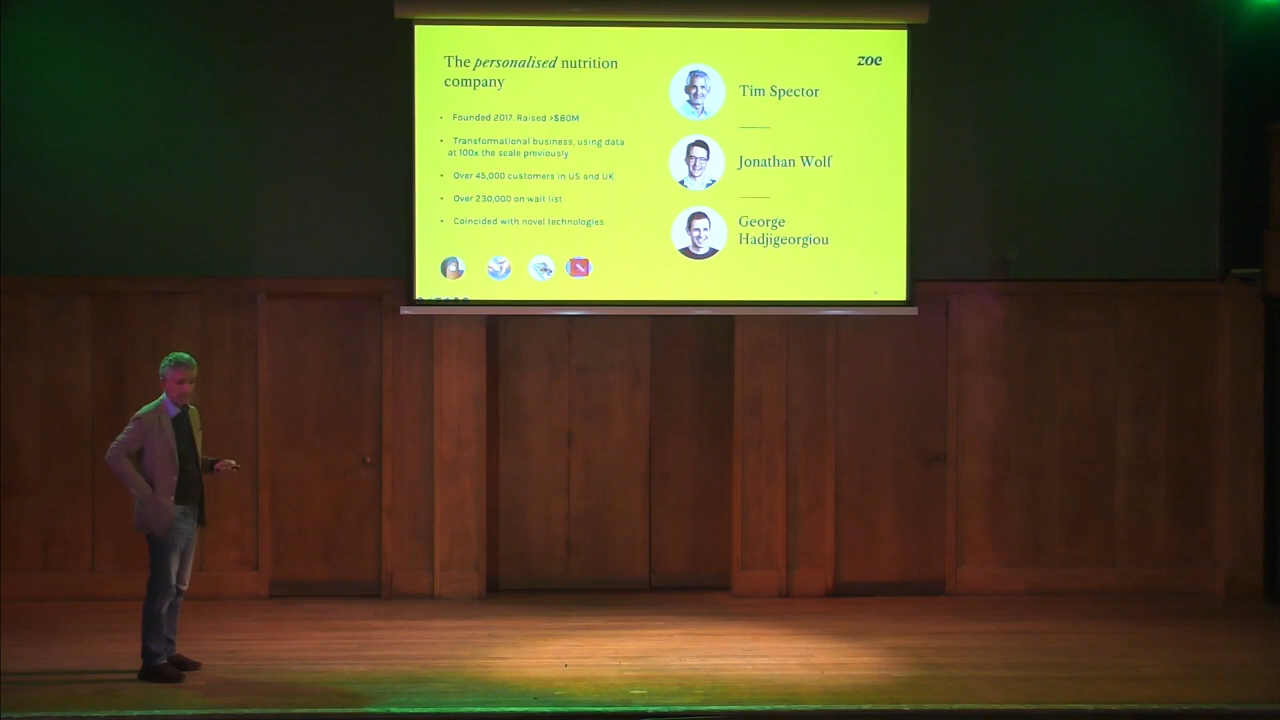 The personalised nutrition
company
• Founded 2017. Raised >$80M
• Transformational business, using data
at 100x the scale previously
• Over 45,000 customers in US and UK
• Over 230,000 on wait list
• Coincided with novel technologies
zoe
Tim Spector
Jonathan Wolf
George
Hadjigeorgiou